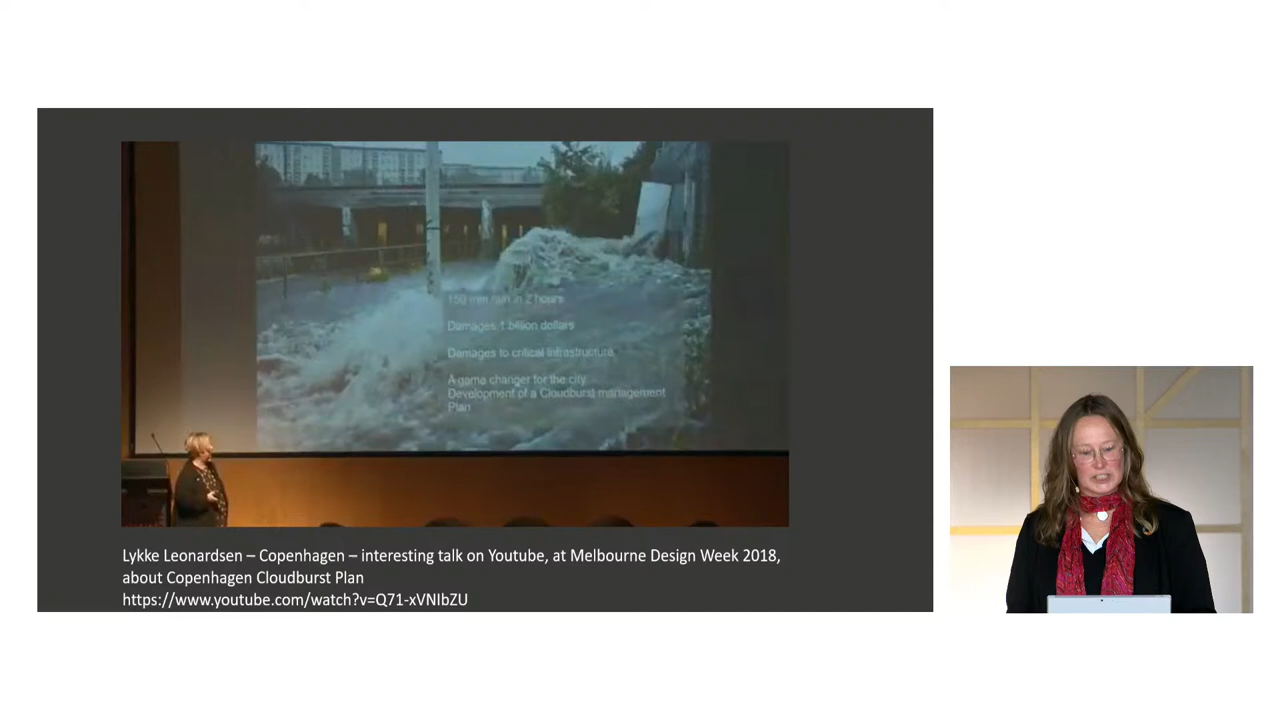 150 mm rain in 2 hours
Damages 1 billion dollars
Damages to critical infrastructure
A game changer for the city
Development of a Cloudburst management
Plan
Lykke Leonardsen – Copenhagen – interesting talk on Youtube, at Melbourne Design Week 2018,
about Copenhagen Cloudburst Plan
https://www.youtube.com/watch?v=Q71-xVNIbZU